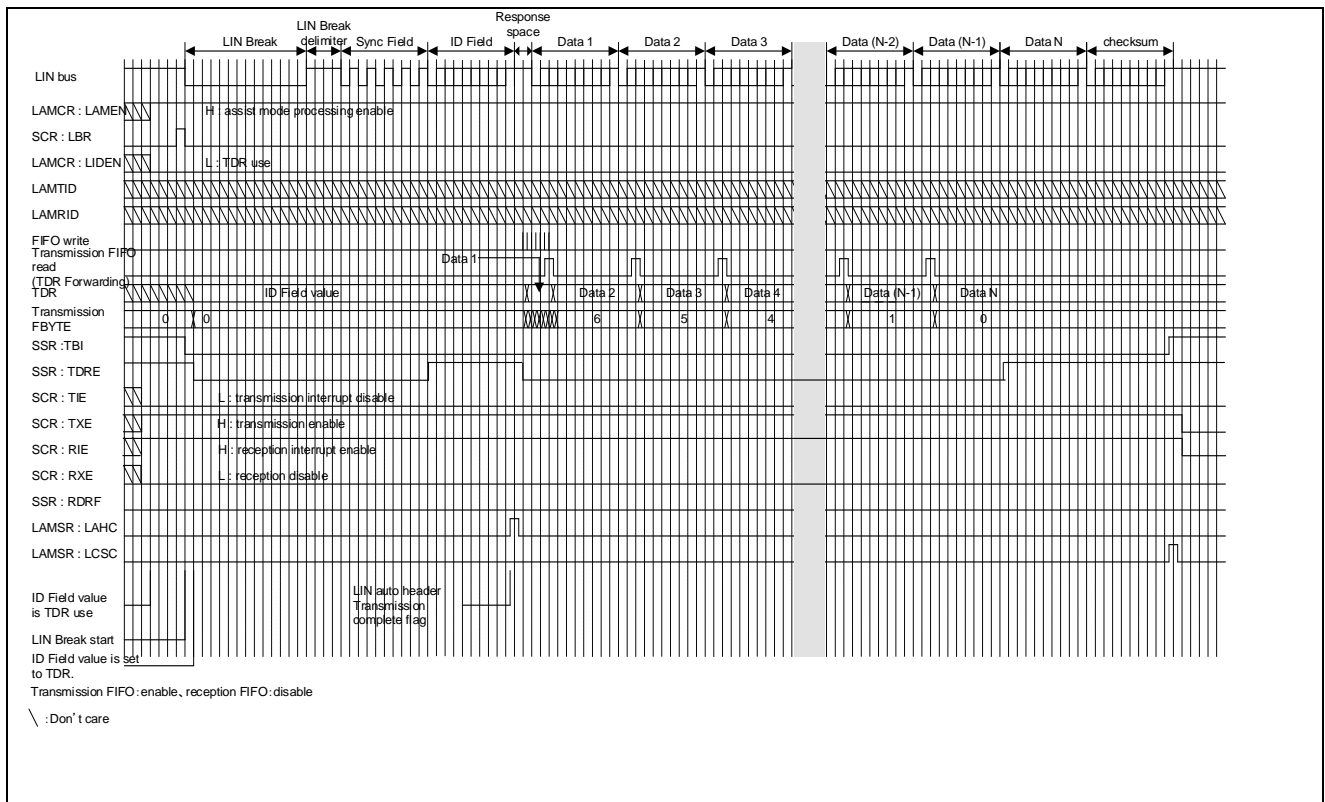 Response
space
LIN Break
delimiter
LIN Break
Sync Field
ID Field
Data 1
Data 2
Data 3
Data (N-2)
Data (N-1)
Data N
checksum
LIN bus
LAMCR : LAMEN
H : assist mode processing enable
SCR : LBR
LAMCR : LIDEN
L : TDR use
LAMTID
LAMRID
FIFO write
Transmission FIFO
read
(TDR Forwarding)
Data 1
TDR
ID Field value
Data 2
Data 3
Data 4
Data (N-1)
Data N
Transmission
FBYTE
0
0
6
5
4
1
0
SSR :TBI
SSR : TDRE
SCR : TIE
L : transmission interrupt disable
SCR : TXE
H : transmission enable
SCR : RIE
H : reception interrupt enable
SCR : RXE
L : reception disable
SSR : RDRF
LAMSR : LAHC
LAMSR : LCSC
ID Field value
is TDR use
LIN auto header
Transmission
complete flag
LIN Break start
ID Field value is set
to TDR.
Transmission FIFO:enable、reception FIFO:disable
\ :Don't care